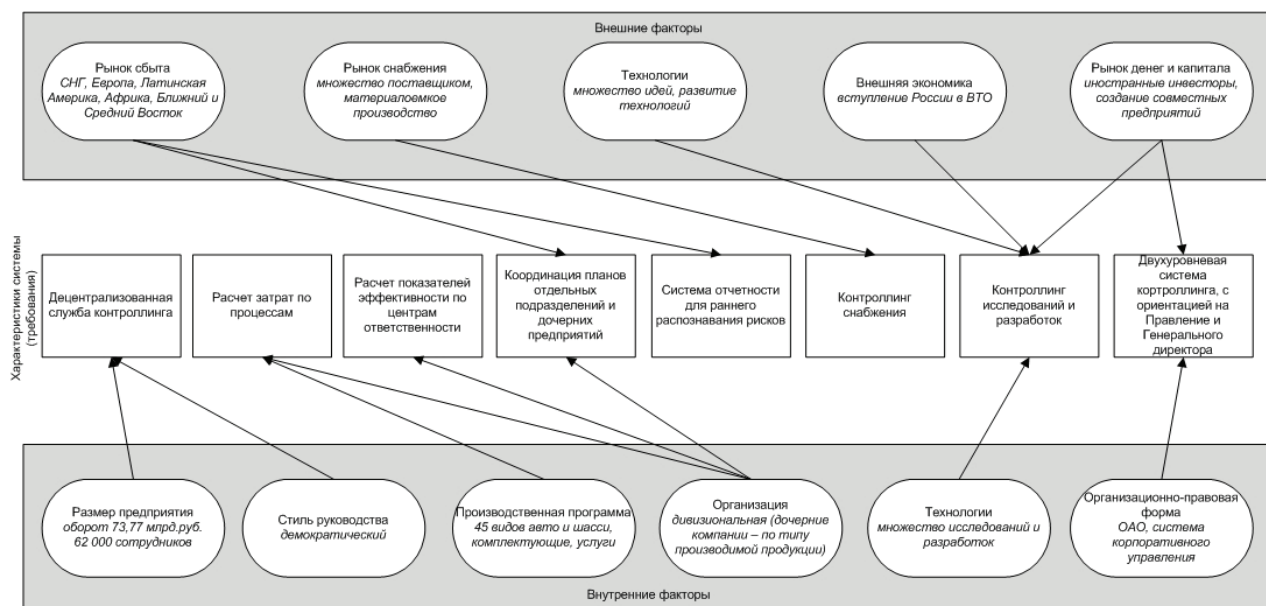 Внешние факторы
Рынок сбыта
СНГ, Европа, Латинская
Америка, Африка, Ближний и
Средний Восток
Рынок снабжения
множество поставщиком,
материалоемкое
производство
Технологии
множество идей, развитие
технологий
Внешняя экономика
вступление России в ВТО
Рынок денег и капитала
иностранные инвесторы,
создание совместных
предприятий
Характеристики системы
(требования)
Децентрализованная
служба контроллинга
Расчет затрат по
процессам
Расчет показателей
эффективности по
центрам
ответственности
Координация планов
отдельных
подразделений и
дочерних
предприятий
Система отчетности
для раннего
распознавания рисков
Контроллинг
снабжения
Контроллинг
исследований и
разработок
Двухуровневая
система
кортроллинга, с
ориентацией на
Правление и
Генерального
директора
Размер предприятия
оборот 73,77 млрд.руб.
62 000 сотрудников
Стиль руководства
демократический
Производственная программа
45 видов авто и шасси,
комплектующие, услуги
Организация
дивизиональная (дочерние
компании – по типу
производимой продукции)
Технологии
множество исследований и
разработок
Организационно-правовая
форма
ОАО, система
корпоративного
управления
Внутренние факторы